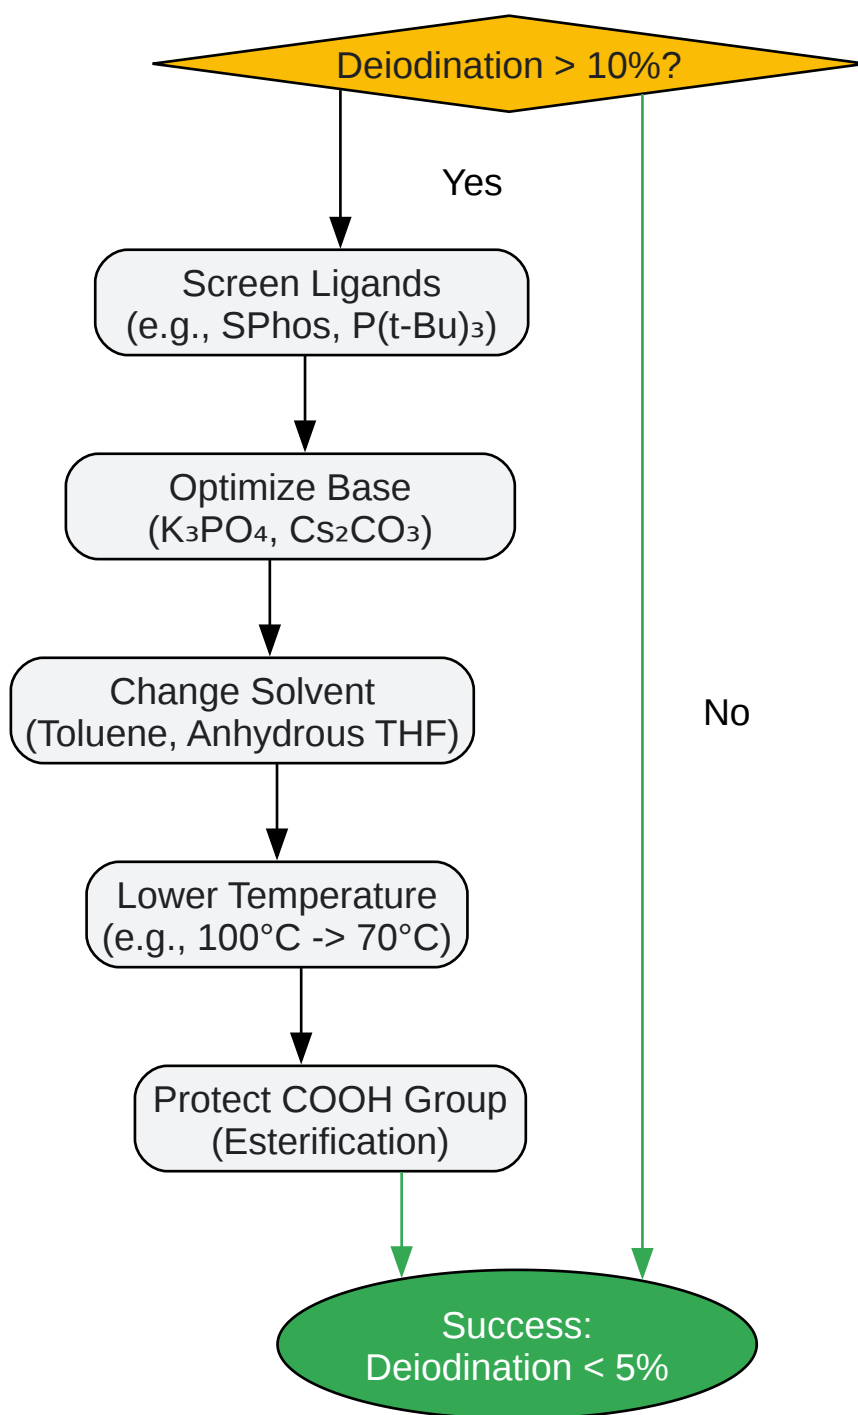 Deiodination > 10%?
Yes
Screen Ligands
(e.g., SPhos, P(t-Bu)₃)
Optimize Base
(K₃PO₄, Cs₂CO₃)
Change Solvent
(Toluene, Anhydrous THF)
No
Lower Temperature
(e.g., 100°C -> 70°C)
Protect COOH Group
(Esterification)
Success:
Deiodination < 5%